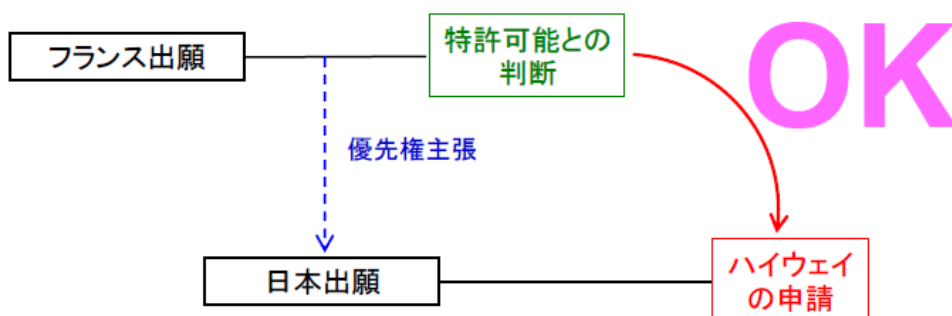 フランス出願
特許可能との
判断
OK
優先権主張
日本出願
ハイウェイ
の申請